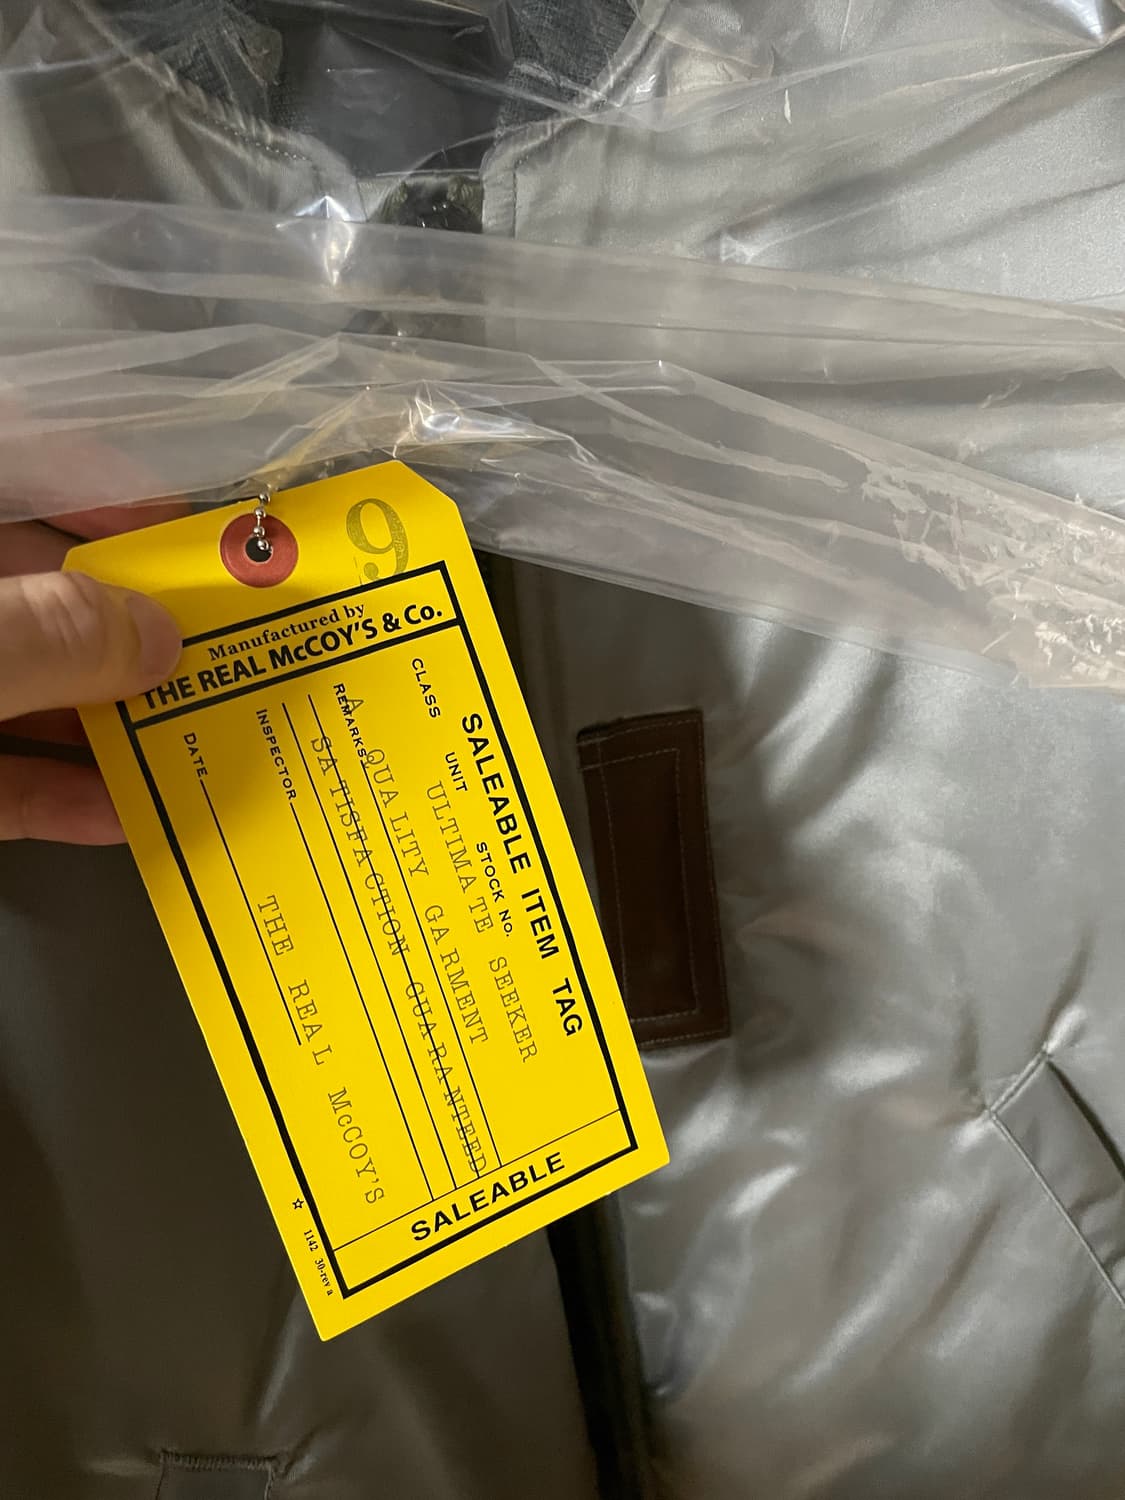 9
Manufactured by
THE REAL McCOY'S & Co.
SALEABLE ITEM TAG
CLASS UNIT STOCK NO.
ULTIMATE SEEKER
REMARKS
A QUALITY GARMENT
SATISFACTION GUARANTEED
INSPECTOR
THE REAL McCOY'S
DATE
SALEABLE
☆ 1142 30-rev a